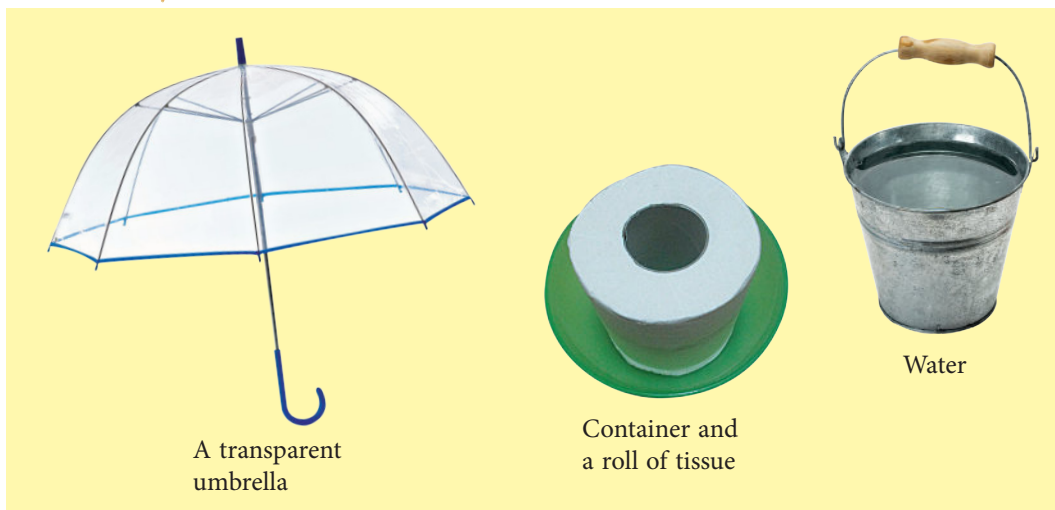 A transparent
umbrella
Container and
a roll of tissue
Water